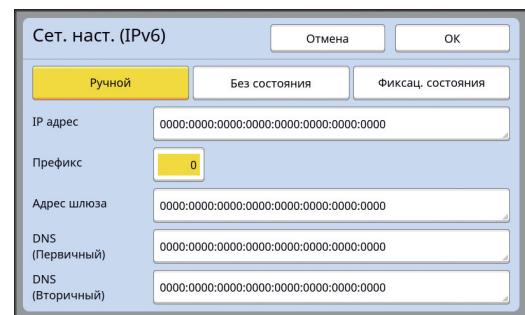 Сет. наст. (IPv6)
Отмена
ОК
Ручной
Без состояния
Фиксац. состояния
IP адрес
0000:0000:0000:0000:0000:0000:0000:0000
Префикс
0
Адрес шлюза
0000:0000:0000:0000:0000:0000:0000:0000
DNS
(Первичный)
0000:0000:0000:0000:0000:0000:0000:0000
DNS
(Вторичный)
0000:0000:0000:0000:0000:0000:0000:0000